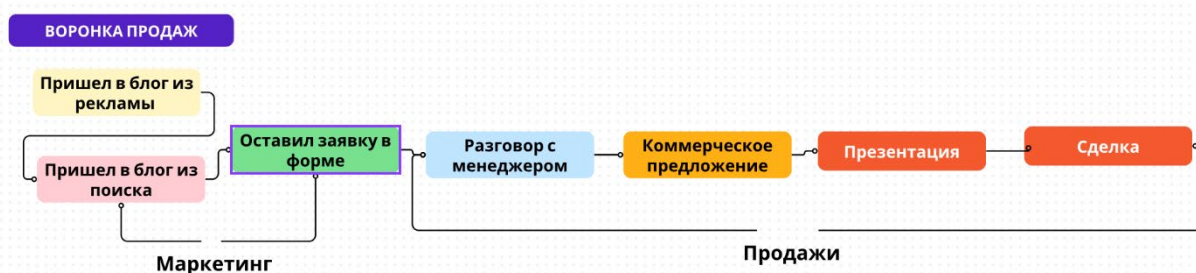 ВОРОНКА ПРОДАЖ
Пришел в блог из
рекламы
Пришел в блог из
поиска
Оставил заявку в
форме
Разговор с
менеджером
Коммерческое
предложение
Презентация
Сделка
Маркетинг
Продажи